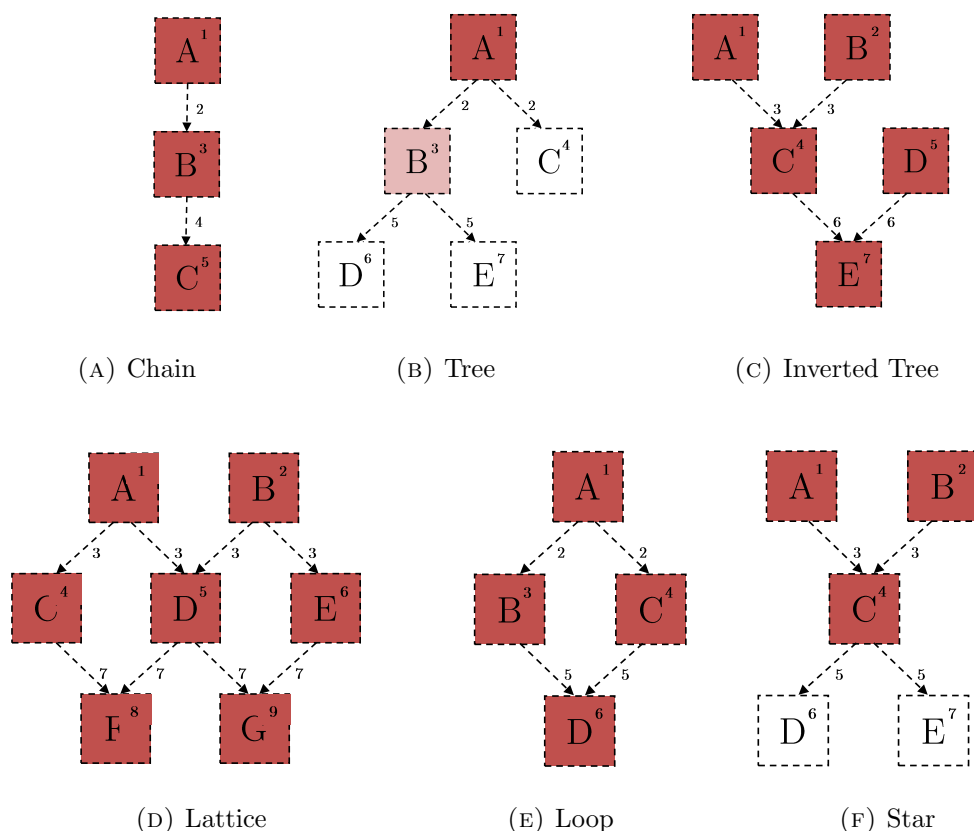 A 1
2
B 3
4
C 5
(A) Chain
A 1
2 2
B 3 C 4
5 5
D 6 E 7
(B) Tree
A 1 B 2
3 3
C 4 D 5
6 6
E 7
(C) Inverted Tree
A 1 B 2
3 3 3 3
C 4 D 5 E 6
7 7 7 7
F 8 G 9
(D) Lattice
A 1
2 2
B 3 C 4
5 5
D 6
(E) Loop
A 1 B 2
3 3
C 4
5 5
D 6 E 7
(F) Star